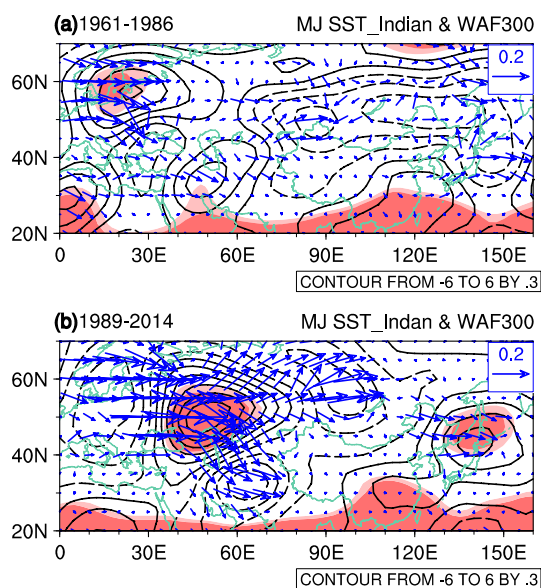 (a)1961-1986 MJ SST_Indian & WAF300
0.2
60N
40N
20N
0 30E 60E 90E 120E 150E
CONTOUR FROM -6 TO 6 BY .3
(b)1989-2014 MJ SST_Indan & WAF300
0.2
60N
40N
20N
0 30E 60E 90E 120E 150E
CONTOUR FROM -6 TO 6 BY .3